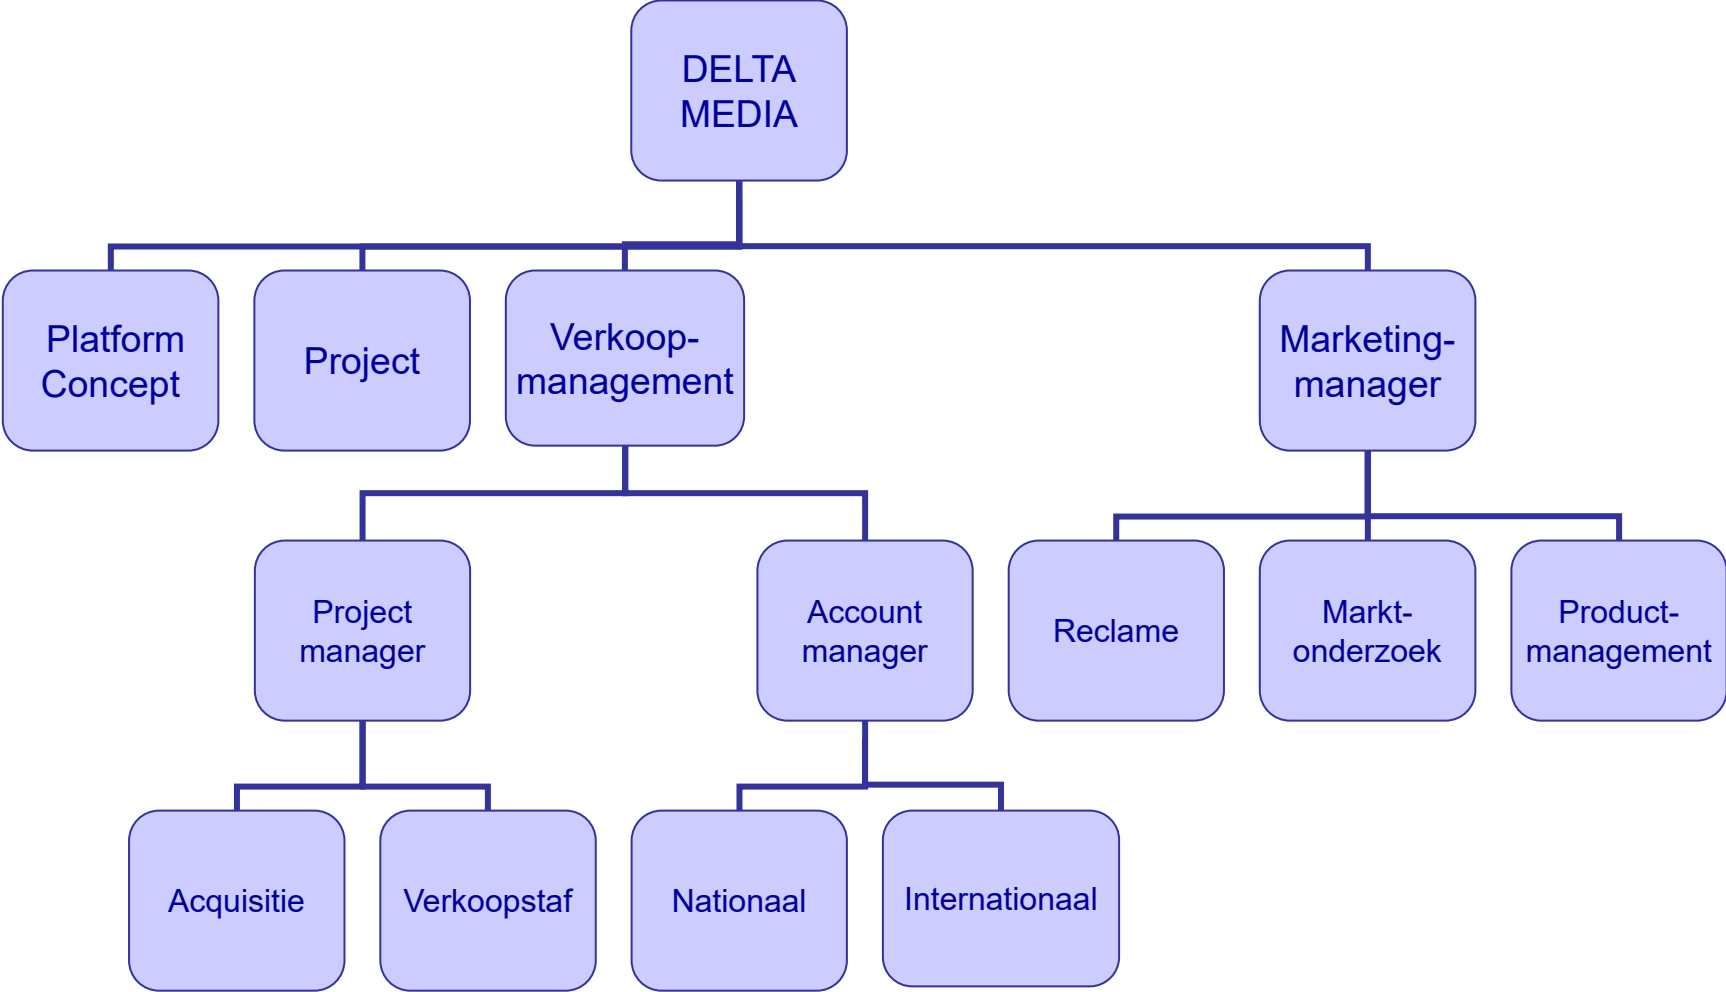 DELTA
MEDIA
Platform
Concept
Project
Verkoop-
management
Marketing-
manager
Project
manager
Account
manager
Reclame
Markt-
onderzoek
Product-
management
Acquisitie
Verkoopstaf
Nationaal
Internationaal